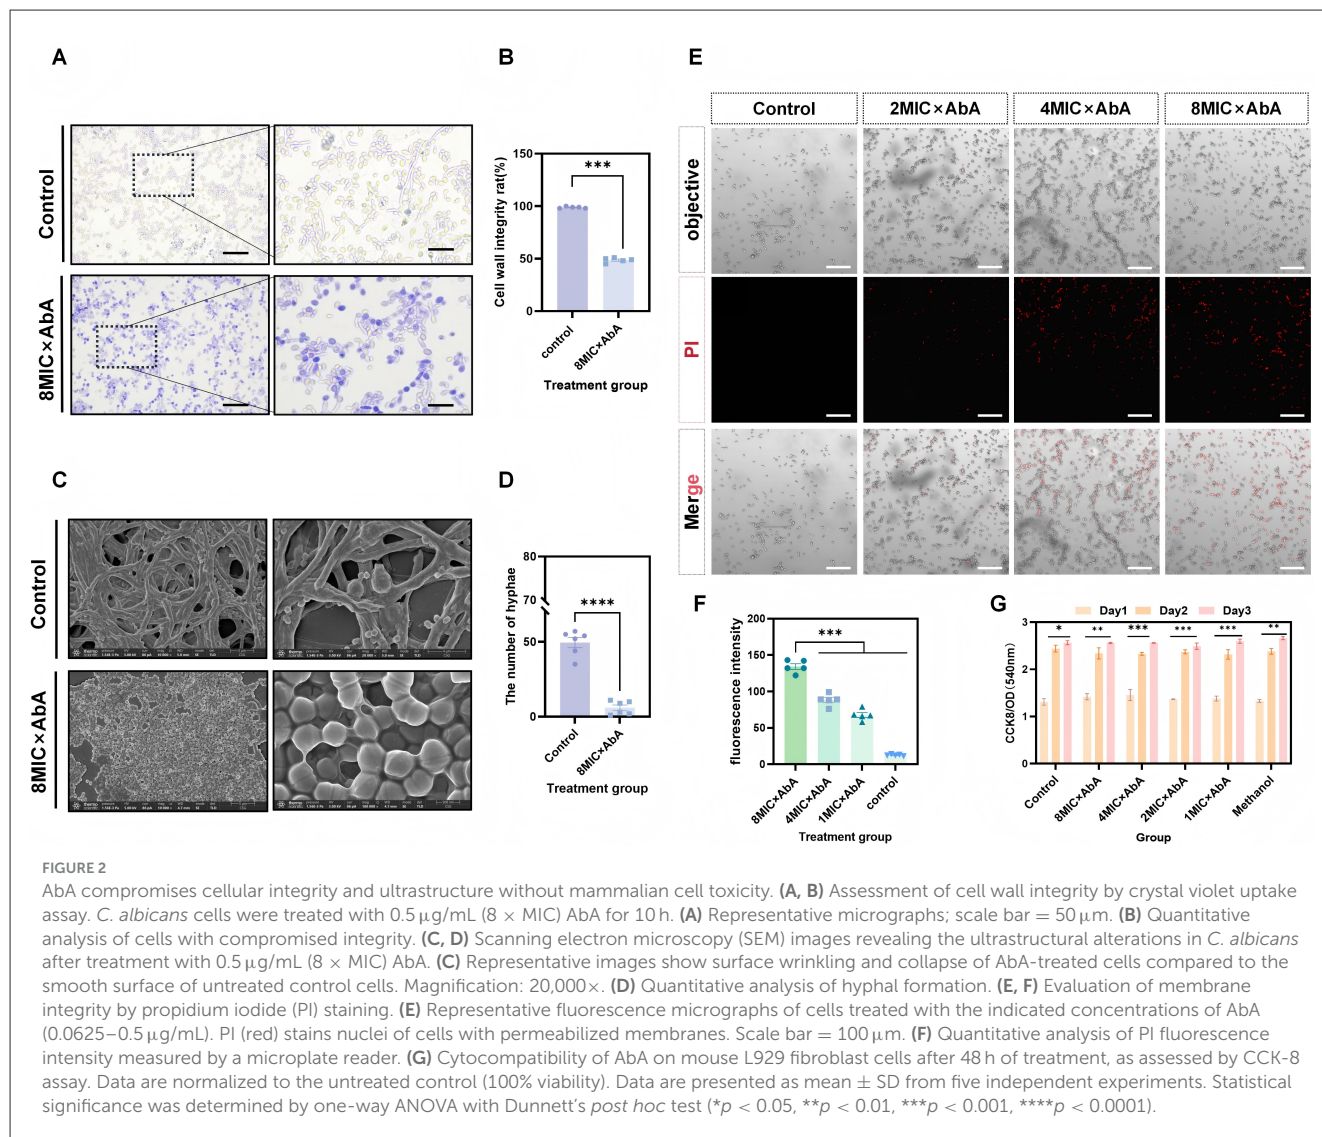 A
Control
8MIC×AbA
B
Cell wall integrity rat(%)
150
100
50
0
***
control
8MIC×AbA
Treatment group
C
Control
8MIC×AbA
D
The number of hyphae
80
70
50
0
****
Control
8MIC×AbA
Treatment group
E
Control
2MIC×AbA
4MIC×AbA
8MIC×AbA
objective
PI
Merge
F
fluorescence intensity
200
150
100
50
0
***
8MIC×AbA
4MIC×AbA
1MIC×AbA
control
Treatment group
G
Day1 Day2 Day3
CCK8/OD(540nm)
3
2
1
0
* ** *** *** *** **
Control
8MIC×AbA
4MIC×AbA
2MIC×AbA
1MIC×AbA
Methanol
Group
FIGURE 2
AbA compromises cellular integrity and ultrastructure without mammalian cell toxicity. (A, B) Assessment of cell wall integrity by crystal violet uptake
assay. C. albicans cells were treated with 0.5 μg/mL (8 × MIC) AbA for 10 h. (A) Representative micrographs; scale bar = 50 μm. (B) Quantitative
analysis of cells with compromised integrity. (C, D) Scanning electron microscopy (SEM) images revealing the ultrastructural alterations in C. albicans
after treatment with 0.5 μg/mL (8 × MIC) AbA. (C) Representative images show surface wrinkling and collapse of AbA-treated cells compared to the
smooth surface of untreated control cells. Magnification: 20,000×. (D) Quantitative analysis of hyphal formation. (E, F) Evaluation of membrane
integrity by propidium iodide (PI) staining. (E) Representative fluorescence micrographs of cells treated with the indicated concentrations of AbA
(0.0625–0.5 μg/mL). PI (red) stains nuclei of cells with permeabilized membranes. Scale bar = 100 μm. (F) Quantitative analysis of PI fluorescence
intensity measured by a microplate reader. (G) Cytocompatibility of AbA on mouse L929 fibroblast cells after 48 h of treatment, as assessed by CCK-8
assay. Data are normalized to the untreated control (100% viability). Data are presented as mean ± SD from five independent experiments. Statistical
significance was determined by one-way ANOVA with Dunnett's post hoc test (*p < 0.05, **p < 0.01, ***p < 0.001, ****p < 0.0001).